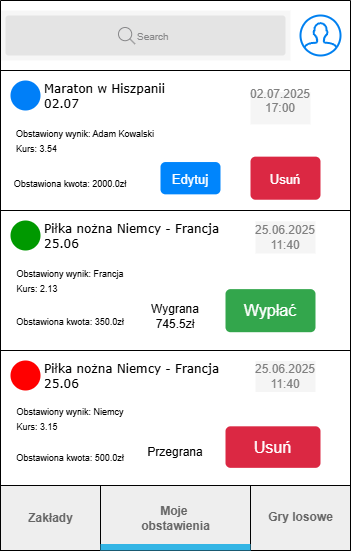 Search
Maraton w Hiszpanii
02.07
02.07.2025
17:00
Obstawiony wynik: Adam Kowalski
Kurs: 3.54
Obstawiona kwota: 2000.0zł
Edytuj
Usuń
Piłka nożna Niemcy - Francja
25.06
25.06.2025
11:40
Obstawiony wynik: Francja
Kurs: 2.13
Obstawiona kwota: 350.0zł
Wygrana
745.5zł
Wypłać
Piłka nożna Niemcy - Francja
25.06
25.06.2025
11:40
Obstawiony wynik: Niemcy
Kurs: 3.15
Obstawiona kwota: 500.0zł
Przegrana
Usuń
Zakłady
Moje
obstawienia
Gry losowe